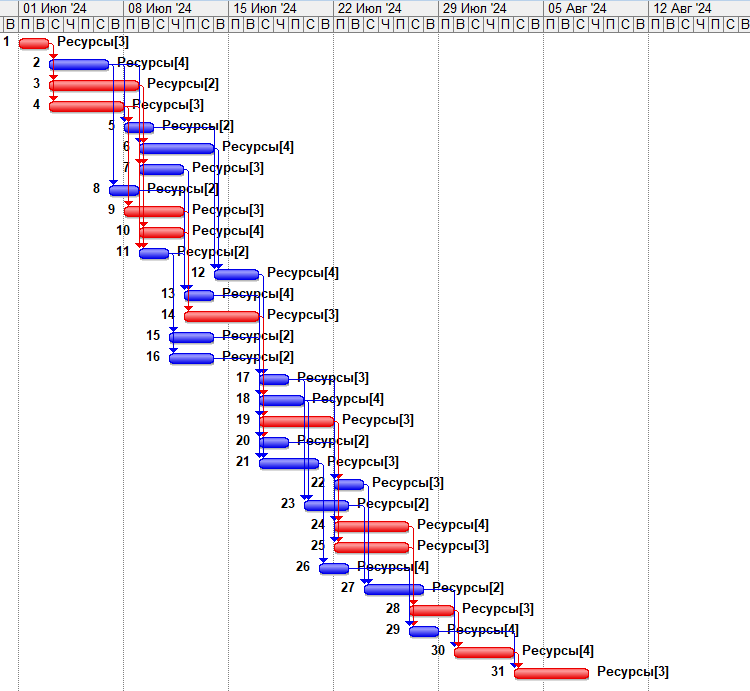 01 Июл '24 08 Июл '24 15 Июл '24 22 Июл '24 29 Июл '24 05 Авг '24 12 Авг '24
В П В С Ч П С В П В С Ч П С В П В С Ч П С В П В С Ч П С В П В С Ч П С В П В С Ч П С В П В С Ч П С В
1 Ресурсы[3]
2 Ресурсы[4]
3 Ресурсы[2]
4 Ресурсы[3]
5 Ресурсы[2]
6 Ресурсы[4]
7 Ресурсы[3]
8 Ресурсы[2]
9 Ресурсы[3]
10 Ресурсы[4]
11 Ресурсы[2]
12 Ресурсы[4]
13 Ресурсы[4]
14 Ресурсы[3]
15 Ресурсы[2]
16 Ресурсы[2]
17 Ресурсы[3]
18 Ресурсы[4]
19 Ресурсы[3]
20 Ресурсы[2]
21 Ресурсы[3]
22 Ресурсы[3]
23 Ресурсы[2]
24 Ресурсы[4]
25 Ресурсы[3]
26 Ресурсы[4]
27 Ресурсы[2]
28 Ресурсы[3]
29 Ресурсы[4]
30 Ресурсы[4]
31 Ресурсы[3]